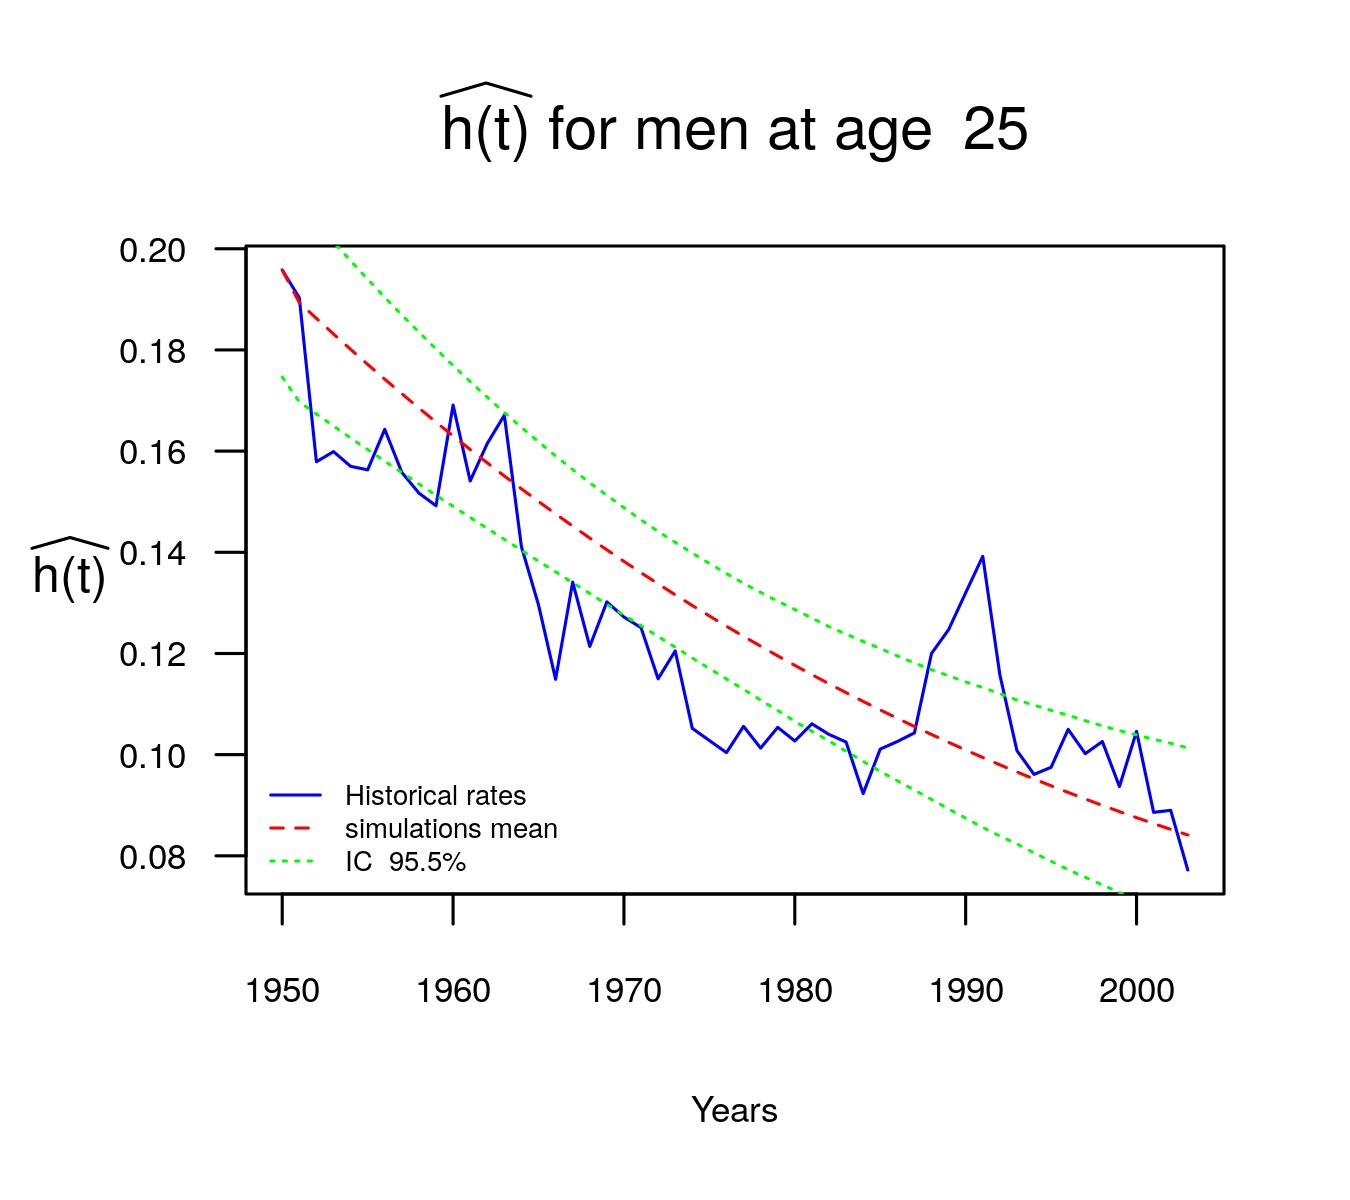 h(t) for men at age 25
0.20
0.18
0.16
0.14
0.12
0.10
0.08
h(t)
Historical rates
simulations mean
IC 95.5%
1950 1960 1970 1980 1990 2000
Years